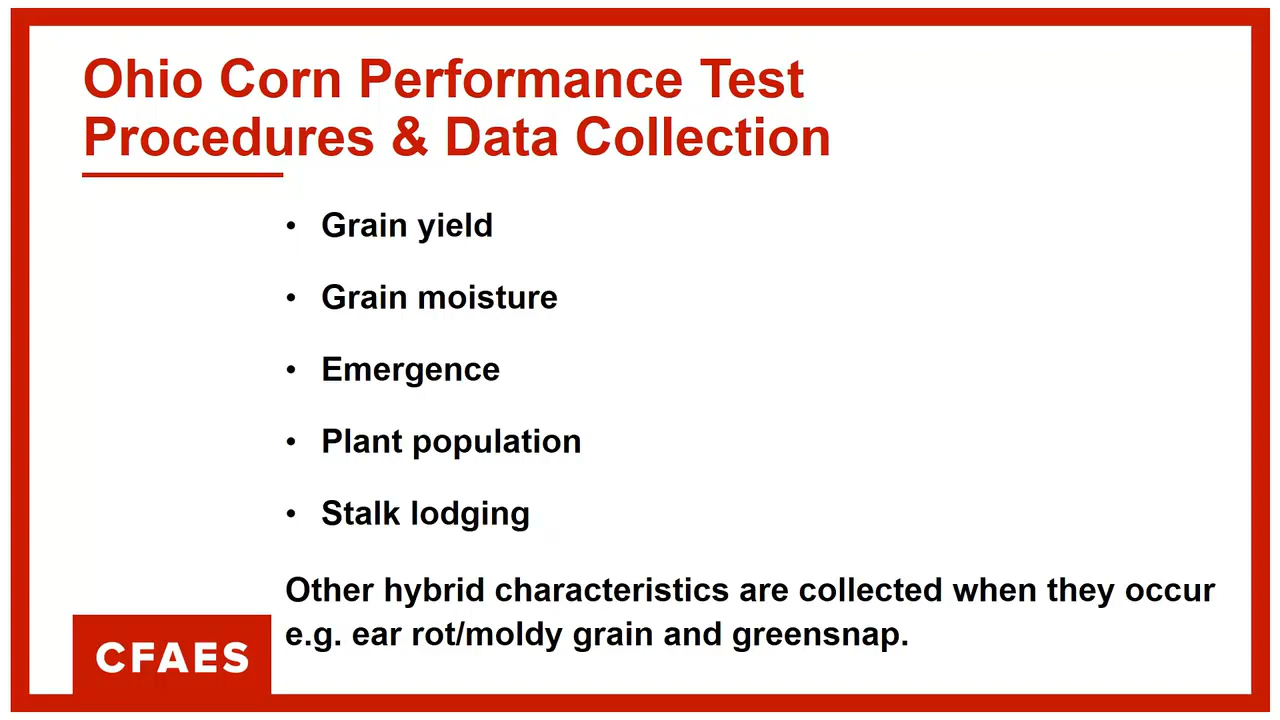 Ohio Corn Performance Test
Procedures & Data Collection
• Grain yield
• Grain moisture
• Emergence
• Plant population
• Stalk lodging
Other hybrid characteristics are collected when they occur
e.g. ear rot/moldy grain and greensnap.
CFAES